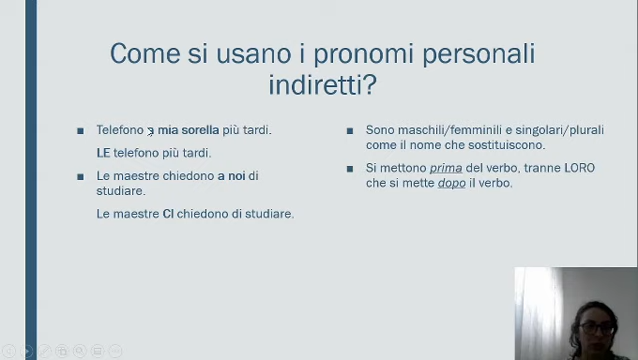 Come si usano i pronomi personali
indiretti?
Telefono a mia sorella più tardi.
LE telefono più tardi.
Le maestre chiedono a noi di
studiare.
Le maestre CI chiedono di studiare.
Sono maschili/femminili e singolari/plurali
come il nome che sostituiscono.
Si mettono prima del verbo, tranne LORO
che si mette dopo il verbo.